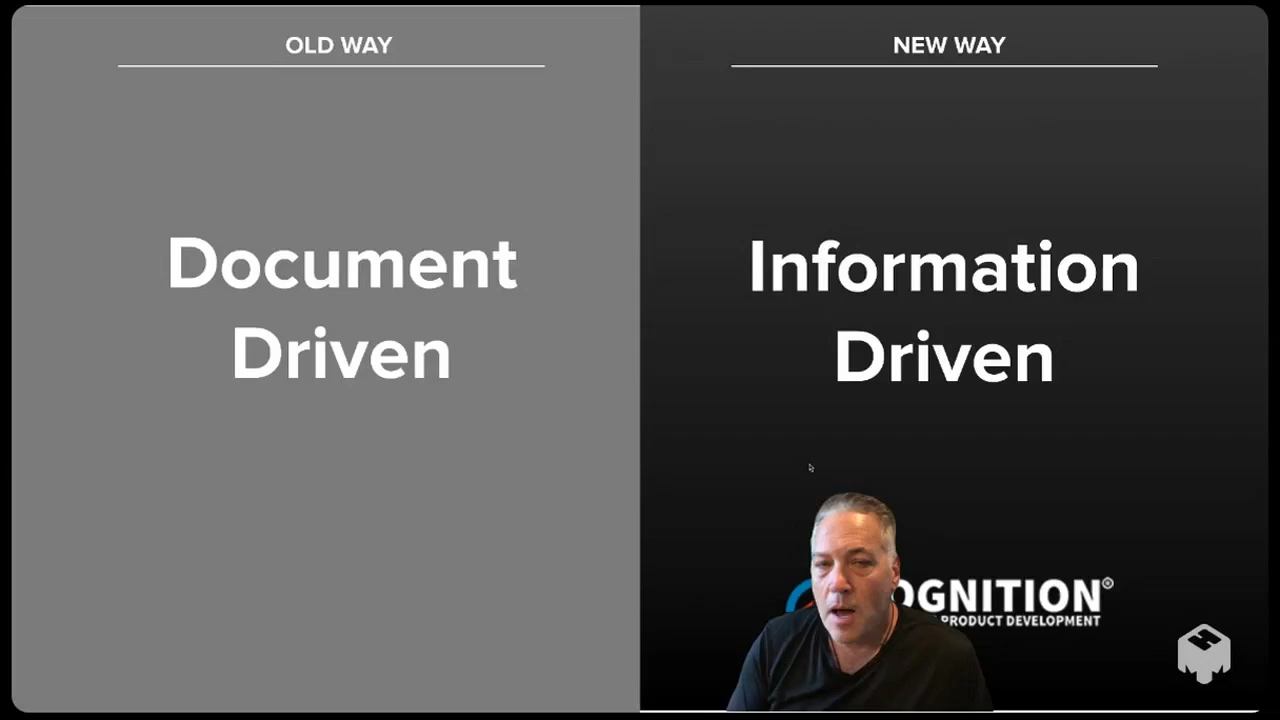 OLD WAY
Document
Driven
NEW WAY
Information
Driven
OGNITION®
PRODUCT DEVELOPMENT